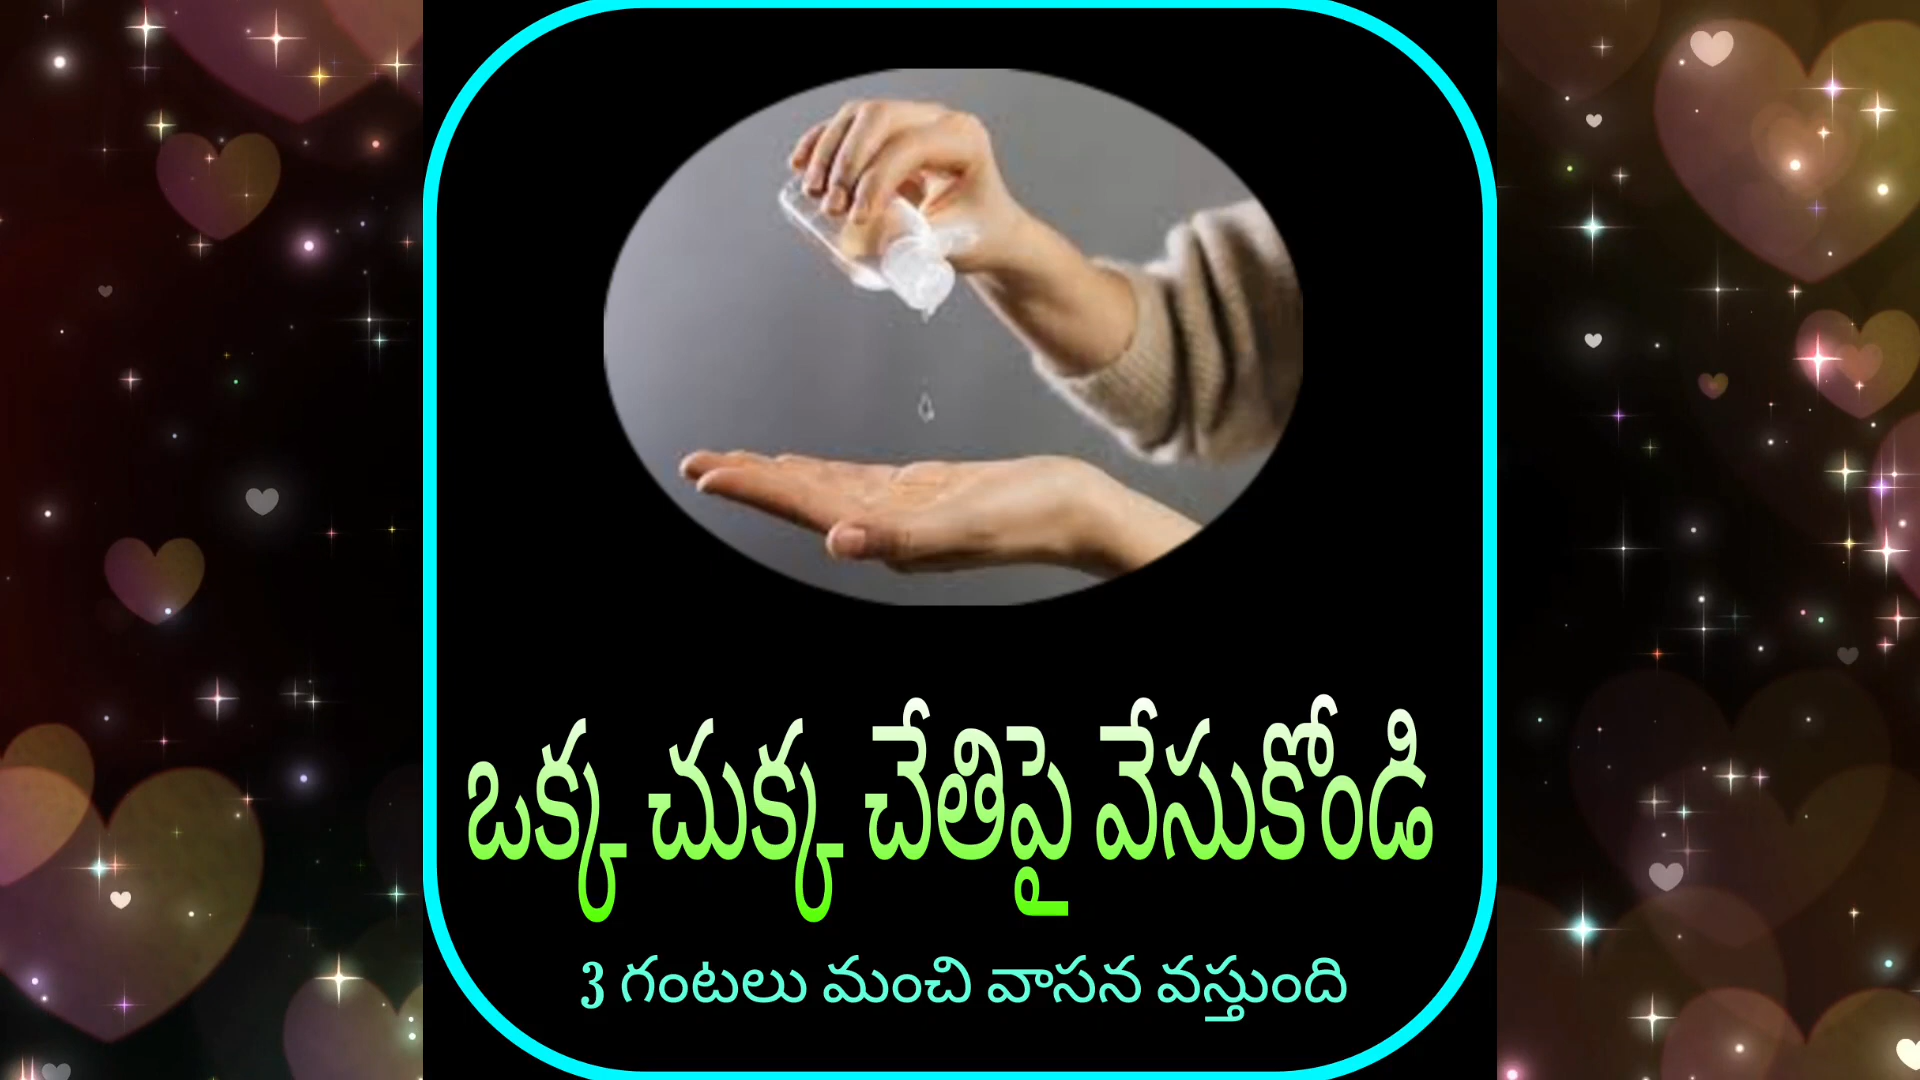 ఒక్క చుక్క చేతిపై వేసుకోండి
3 గంటలు మంచి వాసన వస్తుంది